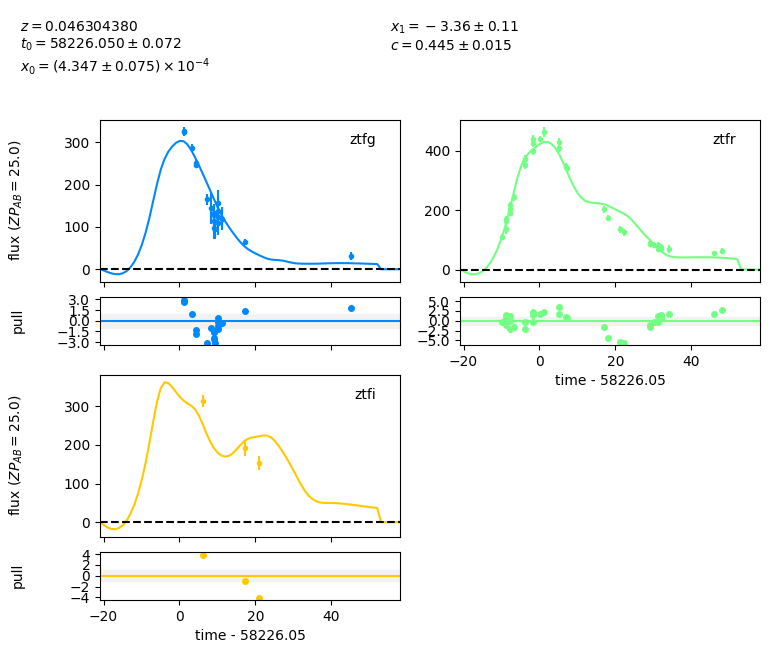 z = 0.046304380
t₀ = 58226.050 ± 0.072
x₀ = (4.347 ± 0.075) × 10⁻⁴
x₁ = −3.36 ± 0.11
c = 0.445 ± 0.015
flux (ZP_AB = 25.0)
300
200
100
0
ztfg
pull
3.0
1.5
0.0
−1.5
−3.0
400
200
0
ztfr
5.0
2.5
0.0
−2.5
−5.0
−20 0 20 40
time - 58226.05
flux (ZP_AB = 25.0)
300
200
100
0
ztfi
pull
4
2
0
−2
−4
−20 0 20 40
time - 58226.05